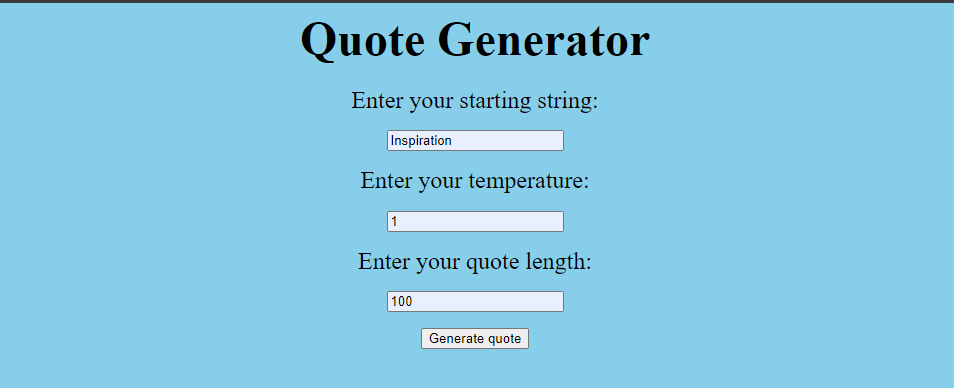 Quote Generator
Enter your starting string:
Inspiration
Enter your temperature:
1
Enter your quote length:
100
Generate quote